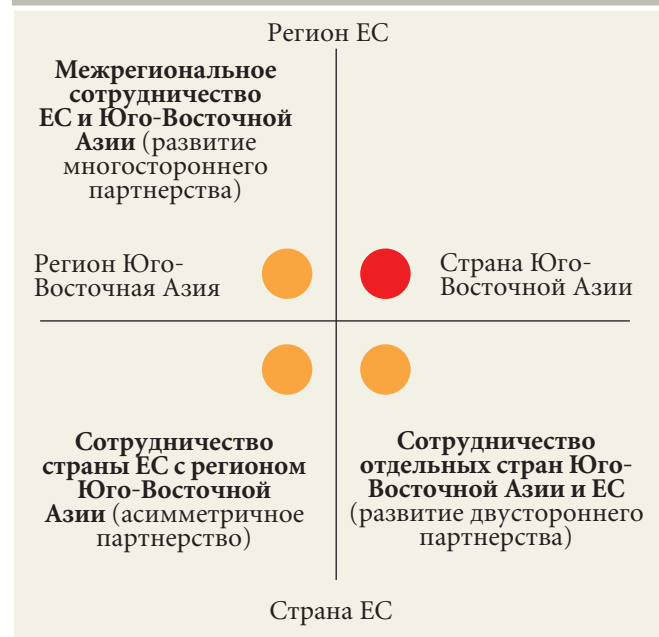 Регион ЕС
Межрегиональное
сотрудничество
ЕС и Юго-Восточной
Азии (развитие
многостороннего
партнерства)
Регион Юго-
Восточная Азия
Страна Юго-
Восточной Азии
Сотрудничество
страны ЕС с регионом
Юго-Восточной
Азии (асимметричное
партнерство)
Сотрудничество
отдельных стран Юго-
Восточной Азии и ЕС
(развитие двустороннего
партнерства)
Страна ЕС